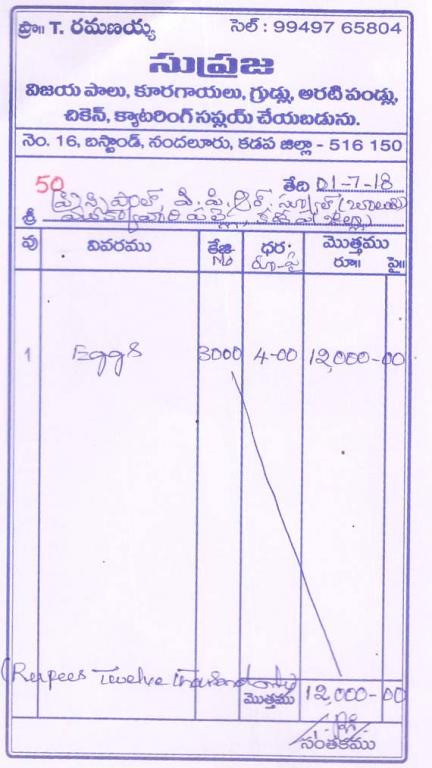 ప్రొ॥ T. రమణయ్య సెల్ : 99497 65804
సుప్రజ
విజయ పాలు, కూరగాయలు, గ్రుడ్లు, అరటి పండ్లు,
చికెన్, క్యాటరింగ్ సప్లయ్ చేయబడును.
నెం. 16, బస్టాండ్, నందలూరు, కడప జిల్లా - 516 150
50 తేది 01-7-18
ప్రిన్సిపాల్,
శ్రీ
వు వివరము కేజి No ధర రూ-పై మొత్తము రూ॥ పై॥
1 Eggs 3000 4-00 12,000-00
(Rupees Twelve Thousand only)
మొత్తము 12,000-00
సంతకము